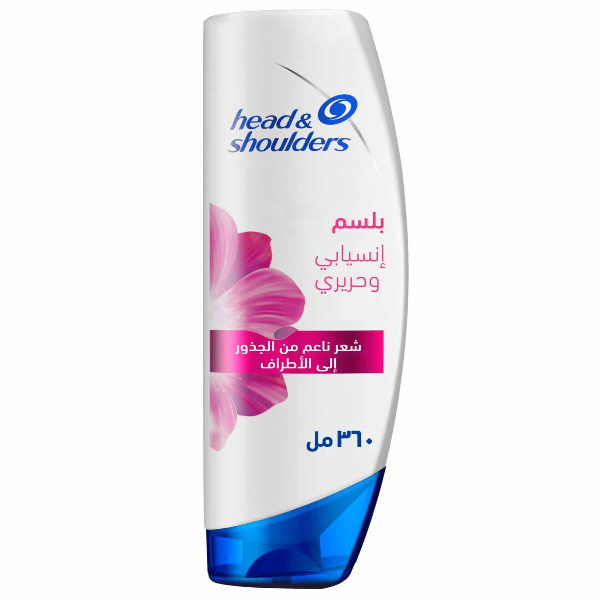 head &
shoulders
بلسم
إنسيابي
وحريري
شعر ناعم من الجذور
إلى الأطراف
٣٦٠ مل